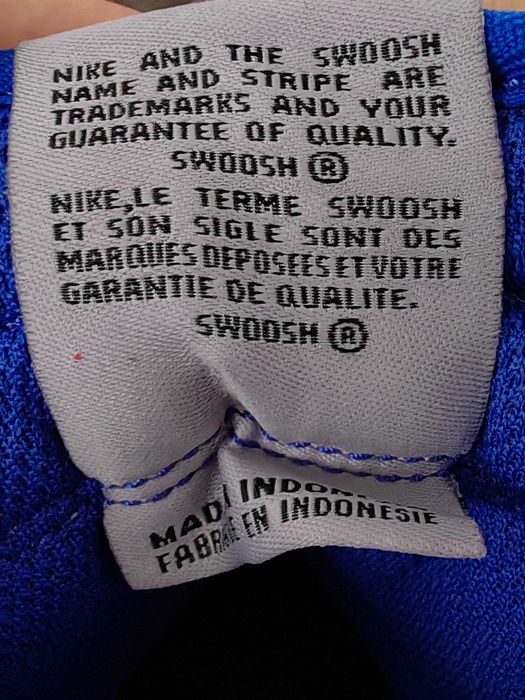 NIKE AND THE SWOOSH
NAME AND STRIPE ARE
TRADEMARKS AND YOUR
GUARANTEE OF QUALITY.
SWOOSH ®
NIKE,LE TERME SWOOSH
ET SON SIGLE SONT DES
MARQUES DEPOSEES ET VOTRE
GARANTIE DE QUALITE.
SWOOSH ®
EN INDONESIE